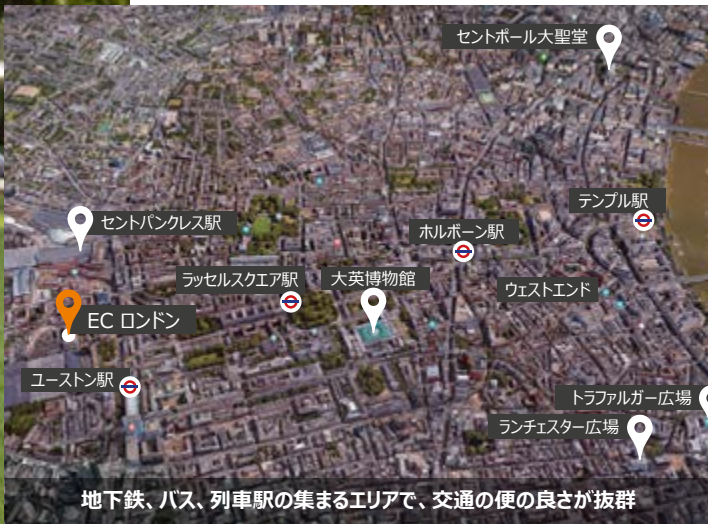 セントポール大聖堂
テンプル駅
セントパンクレス駅
ホルボーン駅
ラッセルスクエア駅
大英博物館
ウェストエンド
EC ロンドン
ユーストン駅
トラファルガー広場
ランチェスター広場
地下鉄、バス、列車駅の集まるエリアで、交通の便の良さが抜群